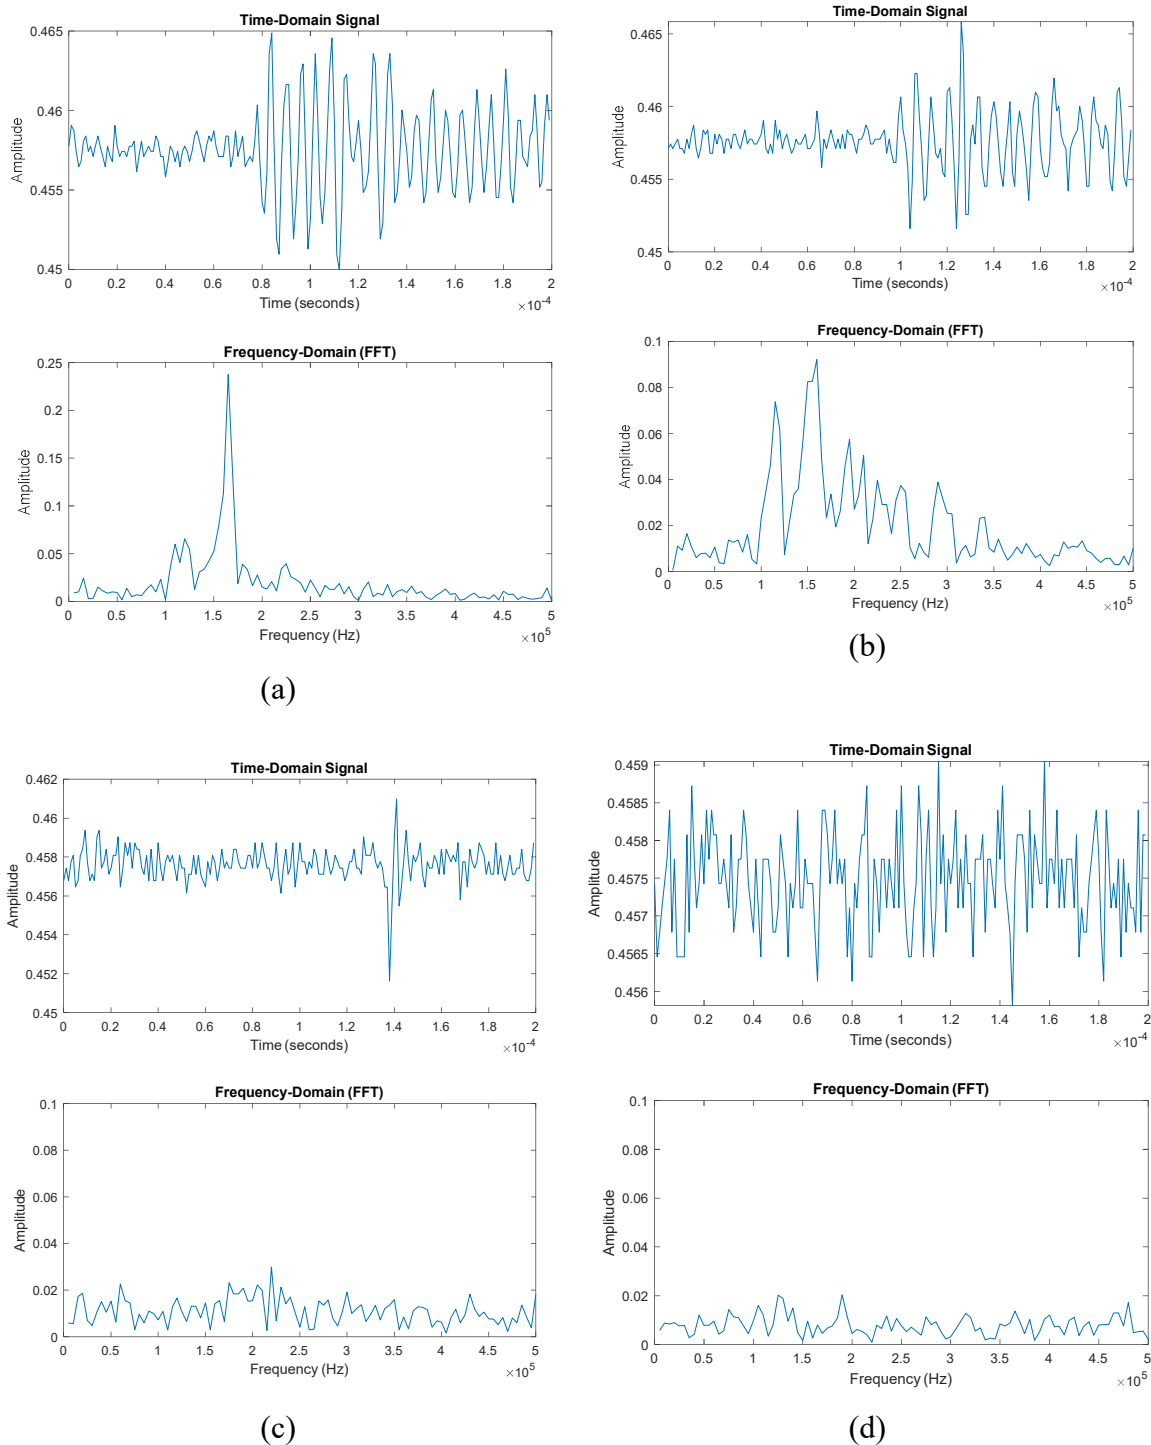 Time-Domain Signal
0.465
0.46
0.455
0.45
Amplitude
0 0.2 0.4 0.6 0.8 1 1.2 1.4 1.6 1.8 2
Time (seconds)
×10⁻⁴
Frequency-Domain (FFT)
0.25
0.2
0.15
0.1
0.05
0
Amplitude
0 0.5 1 1.5 2 2.5 3 3.5 4 4.5 5
Frequency (Hz)
×10⁵
(a)
Time-Domain Signal
0.465
0.46
0.455
0.45
Amplitude
0 0.2 0.4 0.6 0.8 1 1.2 1.4 1.6 1.8 2
Time (seconds)
×10⁻⁴
Frequency-Domain (FFT)
0.1
0.08
0.06
0.04
0.02
0
Amplitude
0 0.5 1 1.5 2 2.5 3 3.5 4 4.5 5
Frequency (Hz)
×10⁵
(b)
Time-Domain Signal
0.462
0.46
0.458
0.456
0.454
0.452
0.45
Amplitude
0 0.2 0.4 0.6 0.8 1 1.2 1.4 1.6 1.8 2
Time (seconds)
×10⁻⁴
Frequency-Domain (FFT)
0.1
0.08
0.06
0.04
0.02
0
Amplitude
0 0.5 1 1.5 2 2.5 3 3.5 4 4.5 5
Frequency (Hz)
×10⁵
(c)
Time-Domain Signal
0.459
0.4585
0.458
0.4575
0.457
0.4565
0.456
Amplitude
0 0.2 0.4 0.6 0.8 1 1.2 1.4 1.6 1.8 2
Time (seconds)
×10⁻⁴
Frequency-Domain (FFT)
0.1
0.08
0.06
0.04
0.02
0
Amplitude
0 0.5 1 1.5 2 2.5 3 3.5 4 4.5 5
Frequency (Hz)
×10⁵
(d)